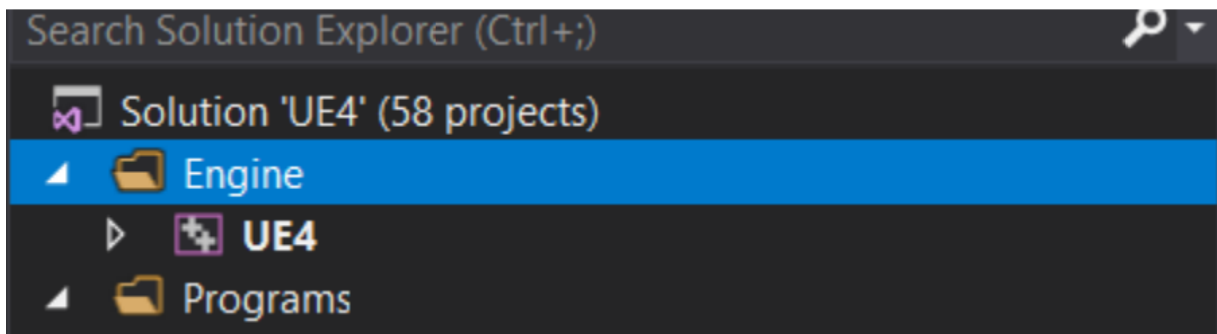 Search Solution Explorer (Ctrl+;)
Solution 'UE4' (58 projects)
Engine
UE4
Programs